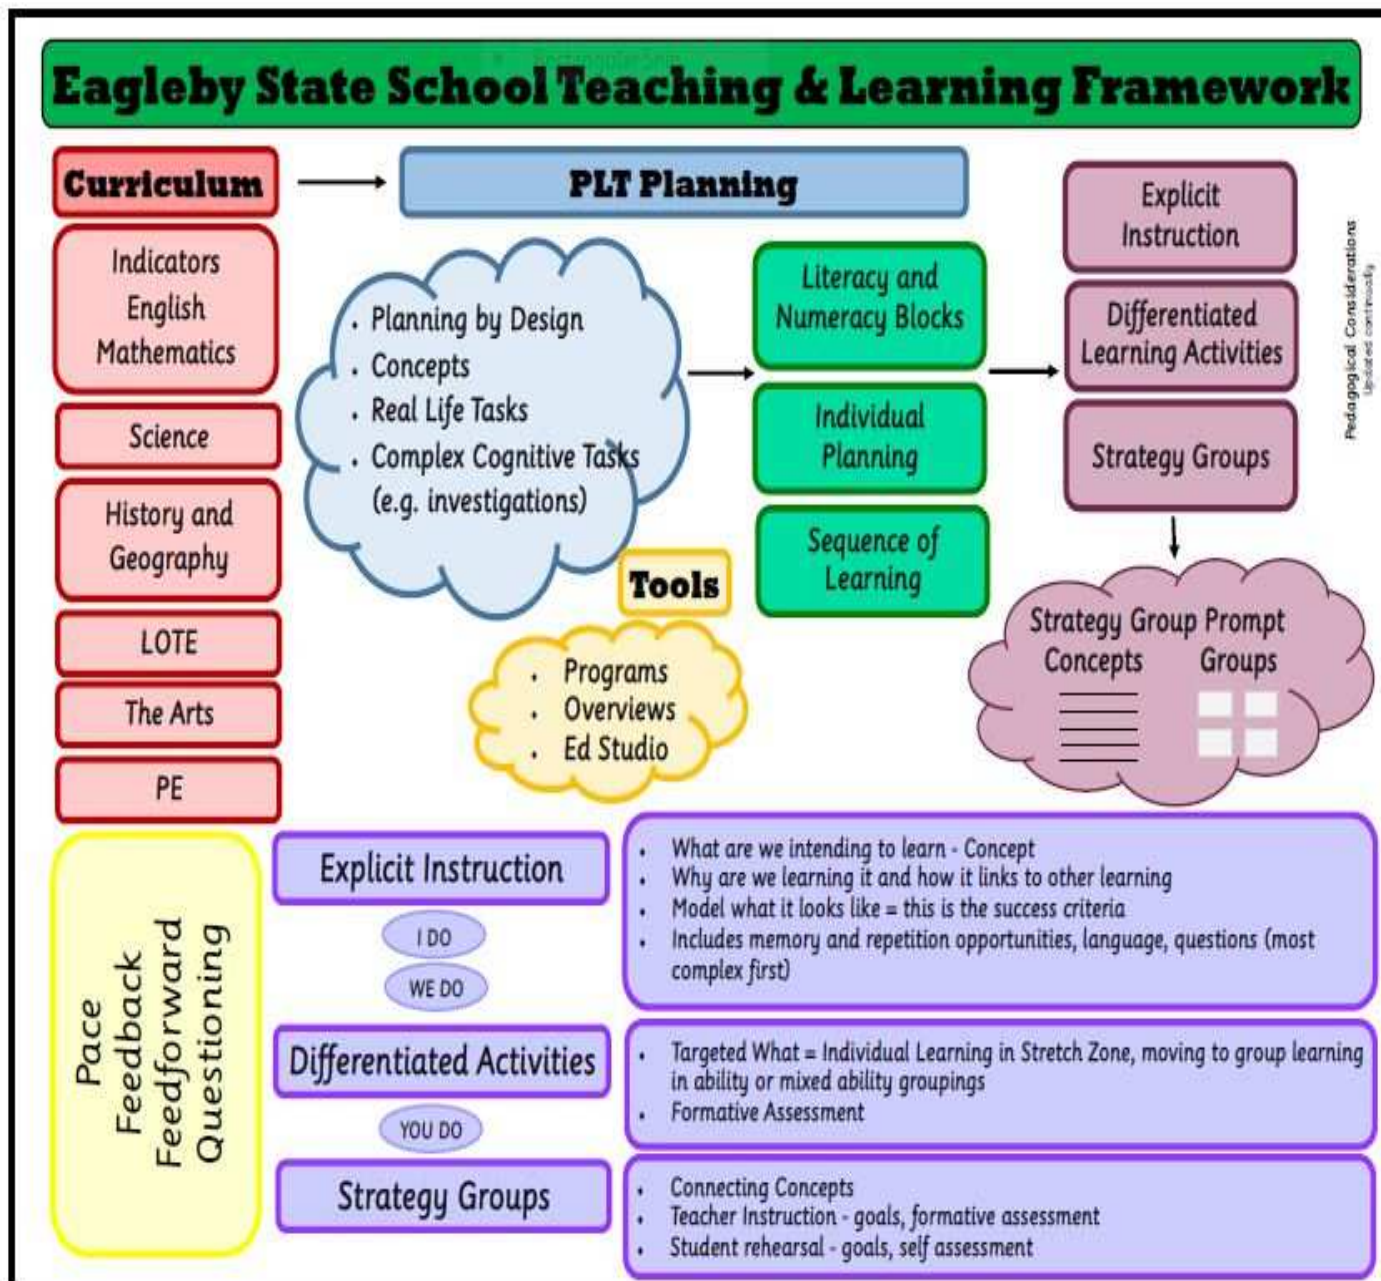 Rectangular Snip
Eagleby State School Teaching & Learning Framework
Curriculum
Indicators
English
Mathematics
Science
History and
Geography
LOTE
The Arts
PE
PLT Planning
• Planning by Design
• Concepts
• Real Life Tasks
• Complex Cognitive Tasks
(e.g. investigations)
Tools
• Programs
• Overviews
• Ed Studio
Literacy and
Numeracy Blocks
Individual
Planning
Sequence of
Learning
Explicit
Instruction
Differentiated
Learning Activities
Strategy Groups
Pedagogical Considerations
Updated continually
Strategy Group Prompt
Concepts Groups
Pace
Feedback
Feedforward
Questioning
Explicit Instruction
I DO
WE DO
• What are we intending to learn - Concept
• Why are we learning it and how it links to other learning
• Model what it looks like = this is the success criteria
• Includes memory and repetition opportunities, language, questions (most
complex first)
Differentiated Activities
YOU DO
• Targeted What = Individual Learning in Stretch Zone, moving to group learning
in ability or mixed ability groupings
• Formative Assessment
Strategy Groups
• Connecting Concepts
• Teacher Instruction - goals, formative assessment
• Student rehearsal - goals, self assessment